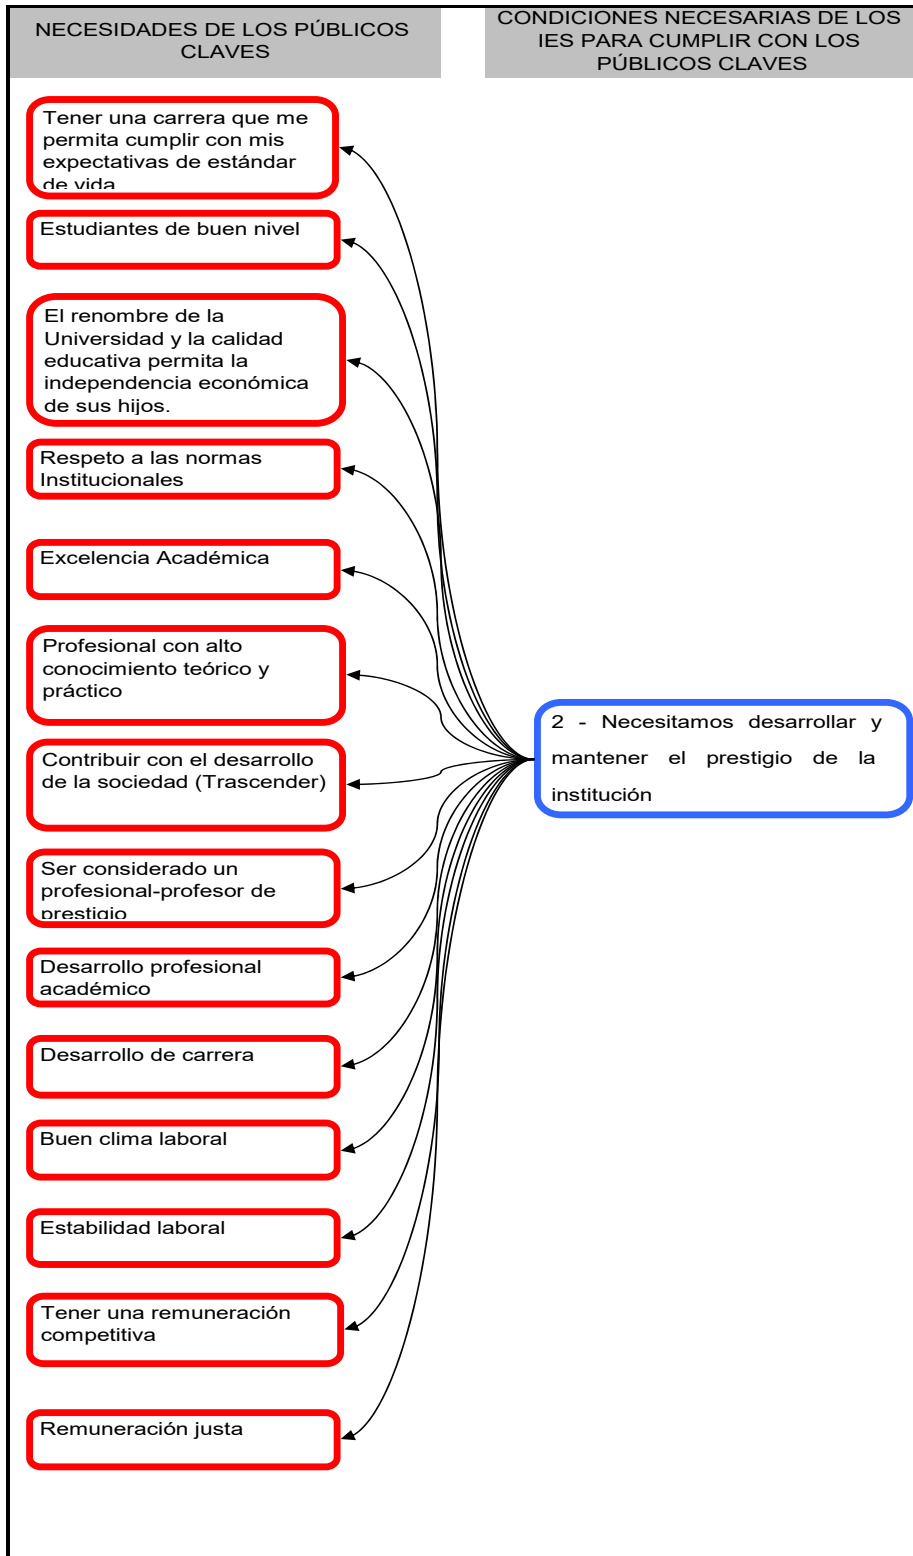 NECESIDADES DE LOS PÚBLICOS
CLAVES
CONDICIONES NECESARIAS DE LOS
IES PARA CUMPLIR CON LOS
PÚBLICOS CLAVES
Tener una carrera que me
permita cumplir con mis
expectativas de estándar
de vida
Estudiantes de buen nivel
El renombre de la
Universidad y la calidad
educativa permita la
independencia económica
de sus hijos.
Respeto a las normas
Institucionales
Excelencia Académica
Profesional con alto
conocimiento teórico y
práctico
Contribuir con el desarrollo
de la sociedad (Trascender)
Ser considerado un
profesional-profesor de
prestigio
Desarrollo profesional
académico
Desarrollo de carrera
Buen clima laboral
Estabilidad laboral
Tener una remuneración
competitiva
Remuneración justa
2 - Necesitamos desarrollar y
mantener el prestigio de la
institución